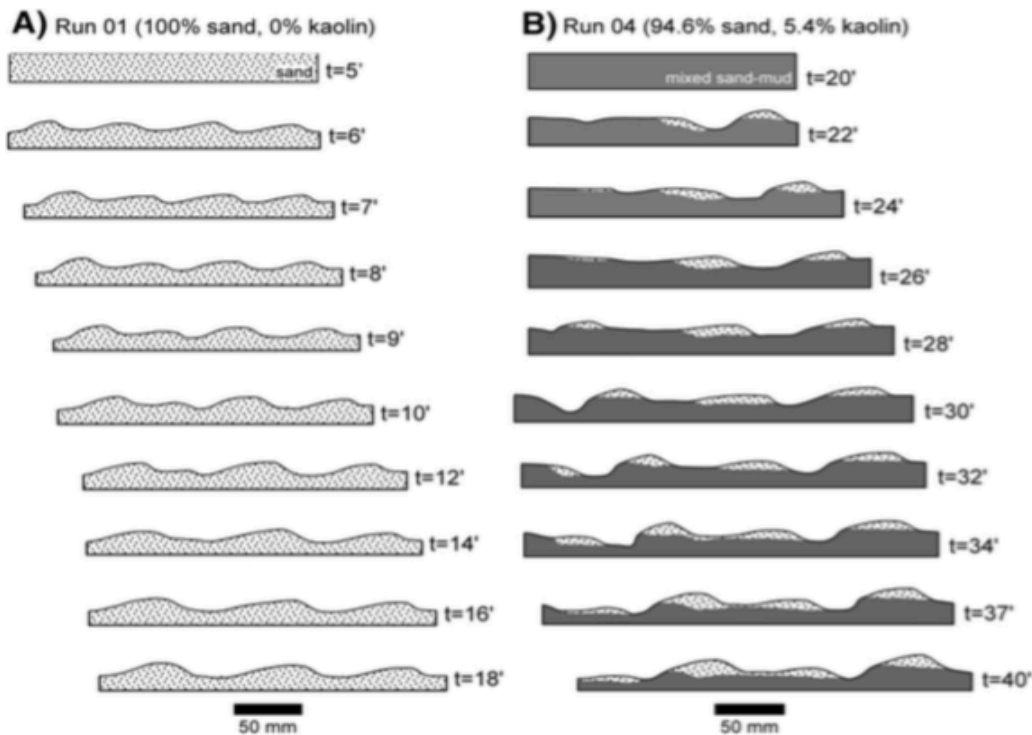 A) Run 01 (100% sand, 0% kaolin)
sand
t=5'
t=6'
t=7'
t=8'
t=9'
t=10'
t=12'
t=14'
t=16'
t=18'
50 mm
B) Run 04 (94.6% sand, 5.4% kaolin)
mixed sand-mud
t=20'
t=22'
t=24'
t=26'
t=28'
t=30'
t=32'
t=34'
t=37'
t=40'
50 mm